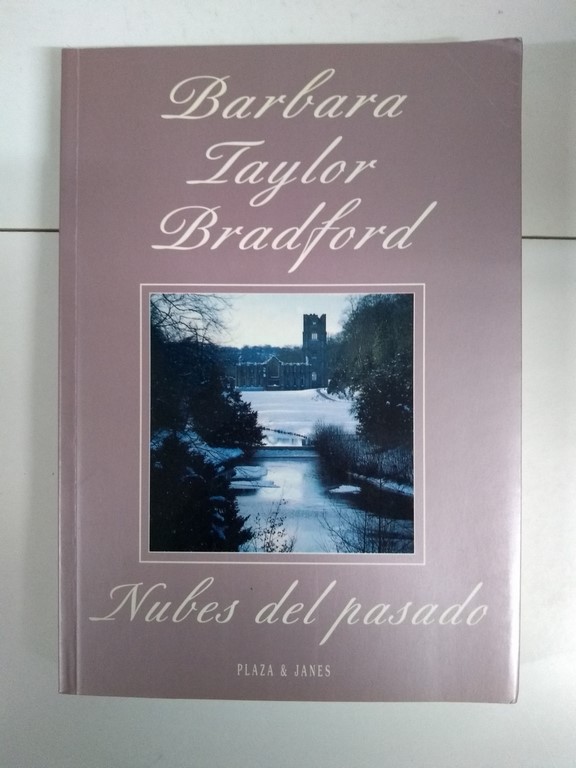 Barbara
Taylor
Bradford
Nubes del pasado
PLAZA & JANES